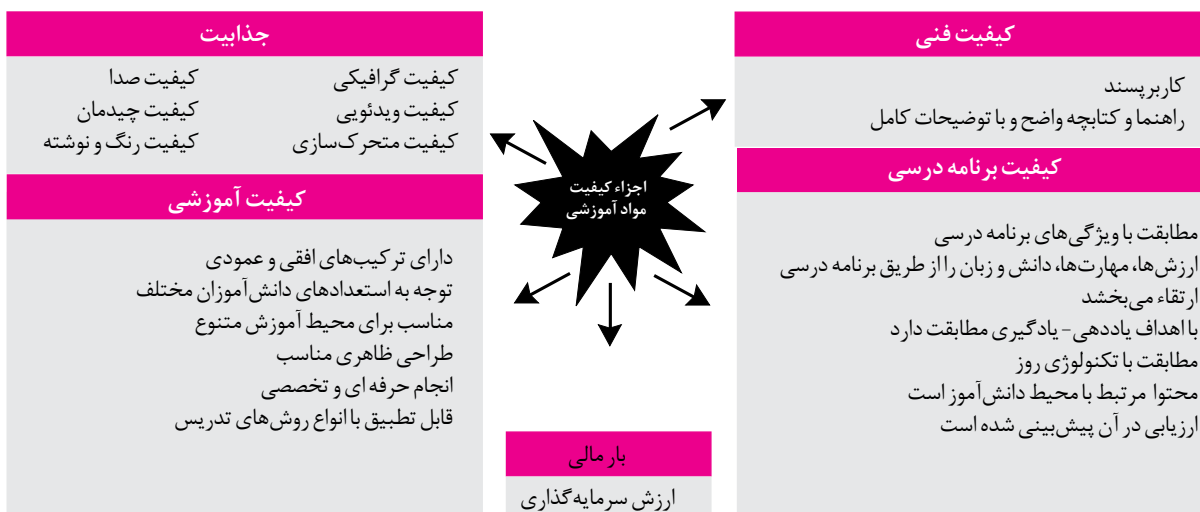 کیفیت فنی
کاربرپسند
راهنما و کتابچه واضح و با توضیحات کامل
کیفیت برنامه درسی
مطابقت با ویژگی‌های برنامه درسی
ارزش‌ها، مهارت‌ها، دانش و زبان را از طریق برنامه درسی
ارتقاء می‌بخشد
با اهداف یاددهی - یادگیری مطابقت دارد
مطابقت با تکنولوژی روز
محتوا مرتبط با محیط دانش‌آموز است
ارزیابی در آن پیش‌بینی شده است
اجزاء کیفیت
مواد آموزشی
بار مالی
ارزش سرمایه‌گذاری
جذابیت
کیفیت گرافیکی
کیفیت ویدئویی
کیفیت متحرک‌سازی
کیفیت صدا
کیفیت چیدمان
کیفیت رنگ و نوشته
کیفیت آموزشی
دارای ترکیب‌های افقی و عمودی
توجه به استعدادهای دانش‌آموزان مختلف
مناسب برای محیط آموزش متنوع
طراحی ظاهری مناسب
انجام حرفه ای و تخصصی
قابل تطبیق با انواع روش‌های تدریس